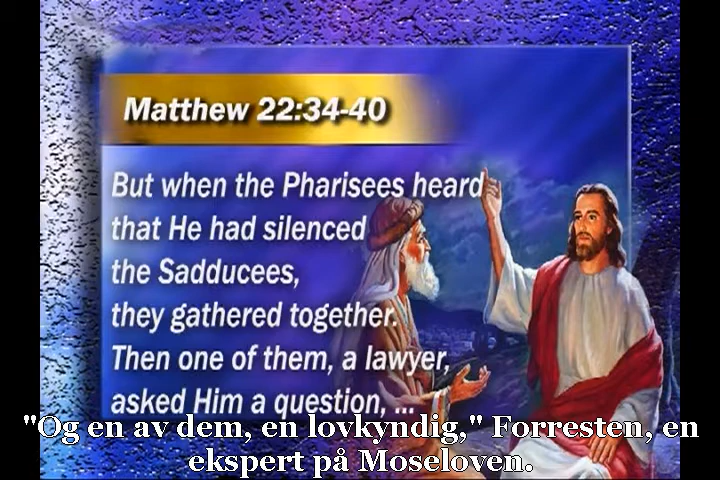 Matthew 22:34-40
But when the Pharisees heard
that He had silenced
the Sadducees,
they gathered together.
Then one of them, a lawyer,
asked Him a question, ...
"Og en av dem, en lovkyndig," Forresten, en
ekspert på Moseloven.